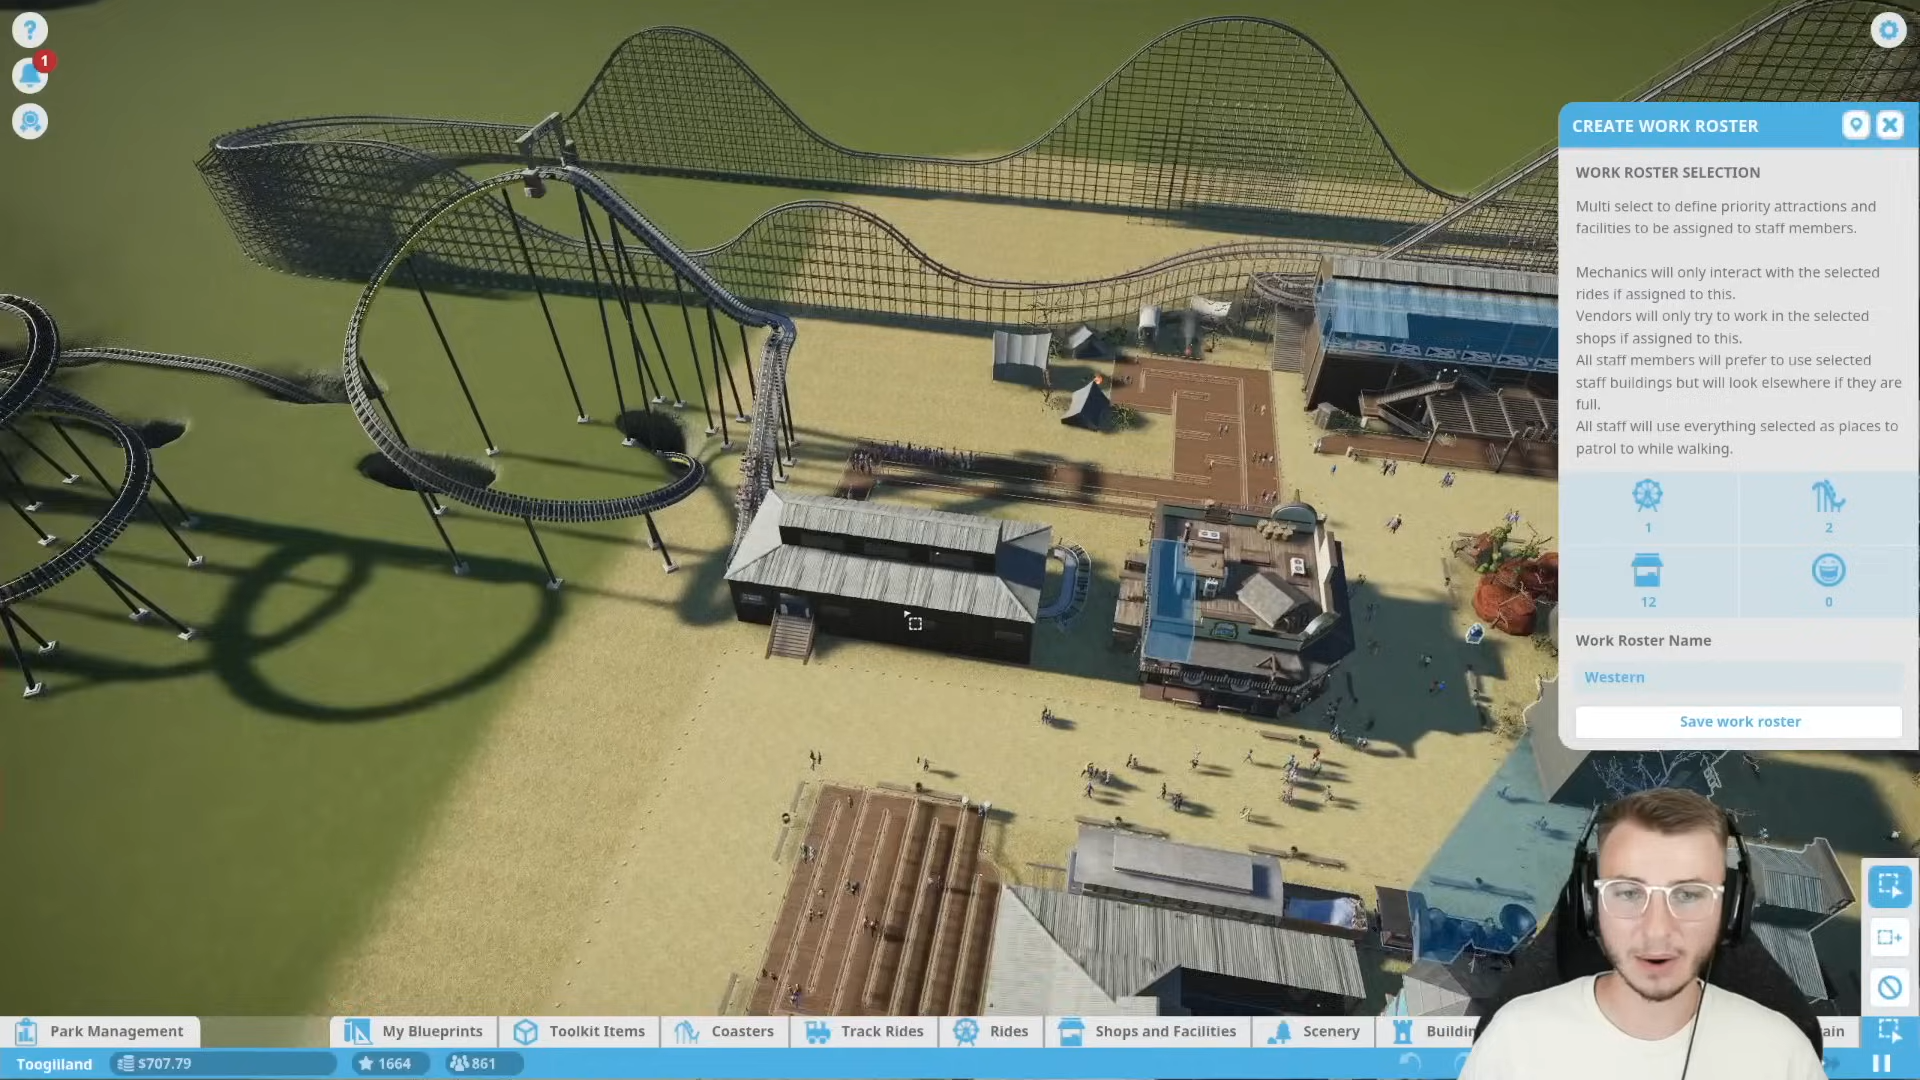 ?
1
CREATE WORK ROSTER
WORK ROSTER SELECTION
Multi select to define priority attractions and
facilities to be assigned to staff members.
Mechanics will only interact with the selected
rides if assigned to this.
Vendors will only try to work in the selected
shops if assigned to this.
All staff members will prefer to use selected
staff buildings but will look elsewhere if they are
full.
All staff will use everything selected as places to
patrol to while walking.
1
2
12
0
Work Roster Name
Western
Save work roster
Park Management
My Blueprints
Toolkit Items
Coasters
Track Rides
Rides
Shops and Facilities
Scenery
Buildin
ain
$707.79
1664
861